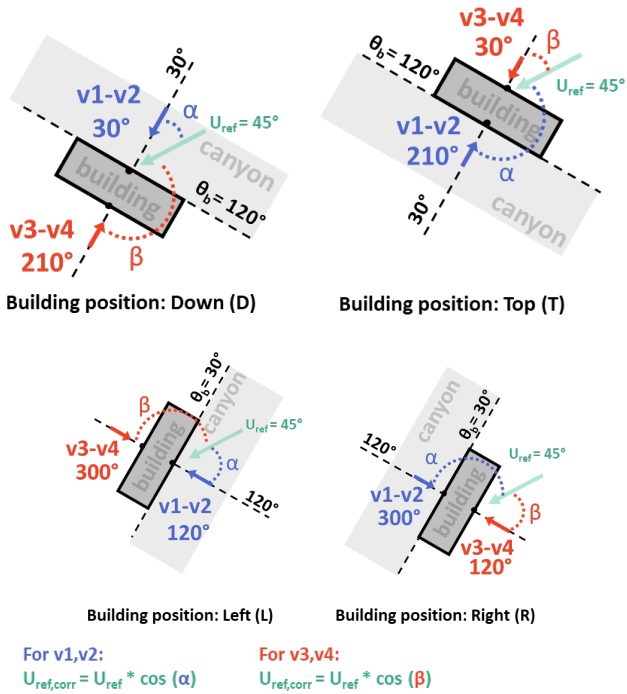 30°
v1-v2
30°
α
U_ref = 45°
canyon
building
θ_b = 120°
v3-v4
210°
β
Building position: Down (D)
v3-v4
30°
β
θ_b = 120°
U_ref = 45°
building
v1-v2
210°
α
30°
canyon
Building position: Top (T)
θ_b = 30°
canyon
β
v3-v4
300°
building
U_ref = 45°
α
v1-v2
120°
120°
Building position: Left (L)
θ_b = 30°
canyon
120°
α
U_ref = 45°
v1-v2
300°
building
β
v3-v4
120°
Building position: Right (R)
For v1,v2:
U_ref,corr = U_ref * cos (α)
For v3,v4:
U_ref,corr = U_ref * cos (β)